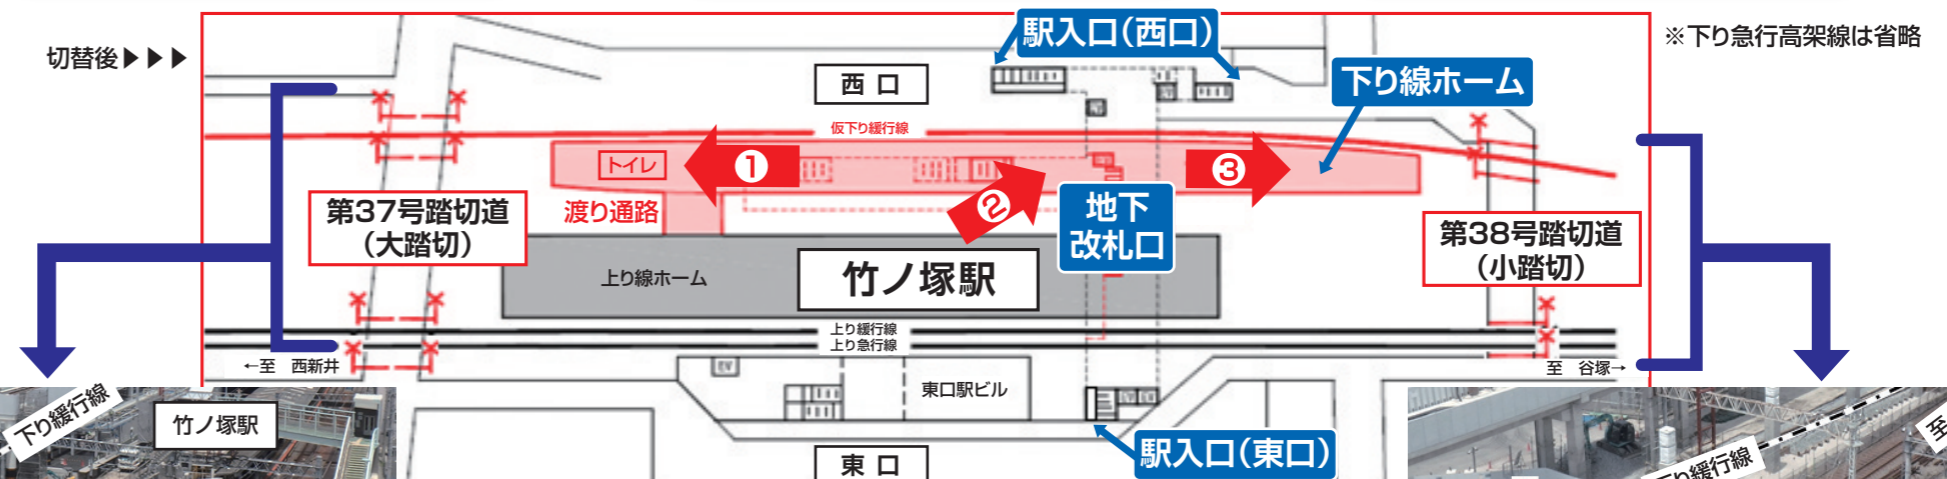 切替後▶▶▶
※下り急行高架線は省略
駅入口(西口)
西 口
下り線ホーム
仮下り緩行線
トイレ
❶
❷
❸
渡り通路
地下
改札口
第37号踏切道
(大踏切)
第38号踏切道
(小踏切)
上り線ホーム
竹ノ塚駅
上り緩行線
上り急行線
←至 西新井
至 谷塚→
EV
東口駅ビル
駅入口(東口)
東 口
下り緩行線
竹ノ塚駅
下り緩行線
至